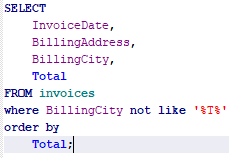 SELECT
    InvoiceDate,
    BillingAddress,
    BillingCity,
    Total
FROM invoices
where BillingCity not like '%T%'
order by
    Total;